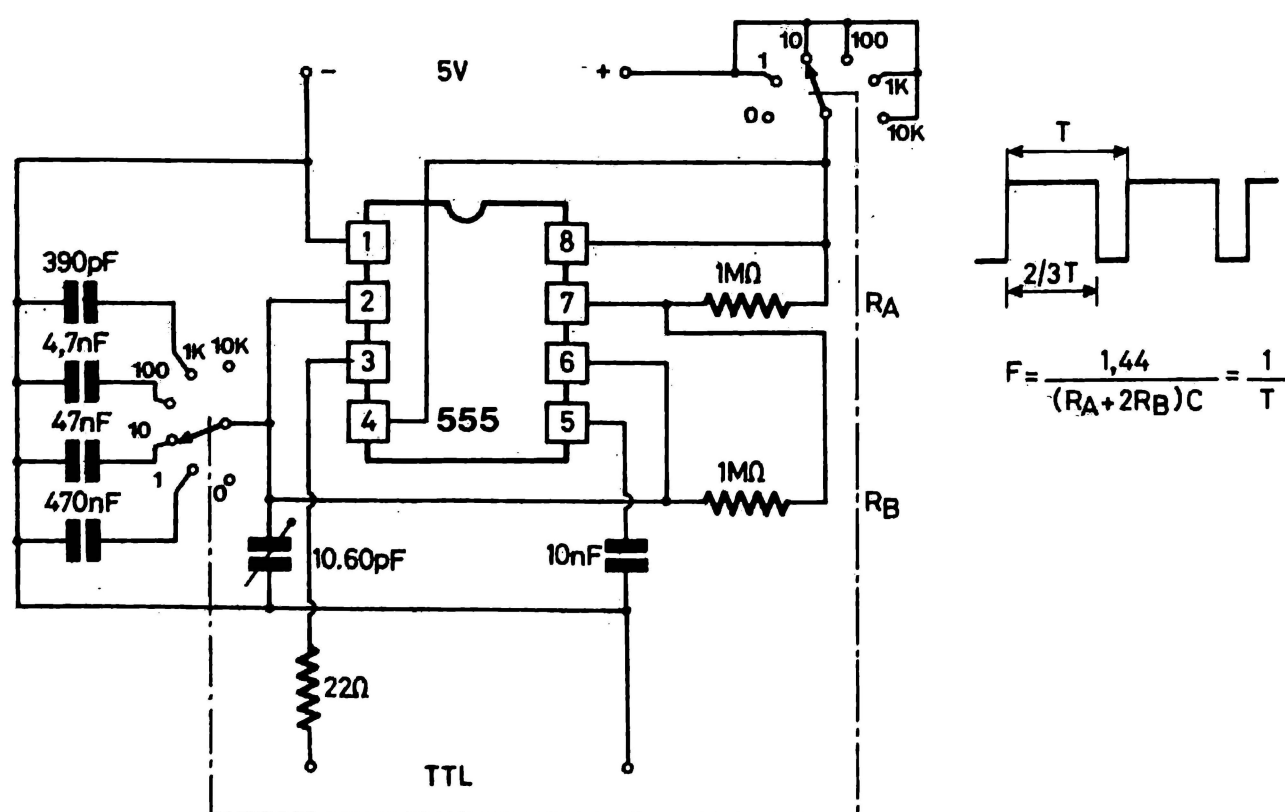 - 5V +
0 1 10 100 1K 10K
1
2
3
4
555
8
7
6
5
390pF
4,7nF
47nF
470nF
0 1 10 100 1K 10K
1MΩ
RA
1MΩ
RB
10.60pF
10nF
22Ω
TTL
T
2/3T
F = 1,44 / (RA+2RB)C = 1 / T